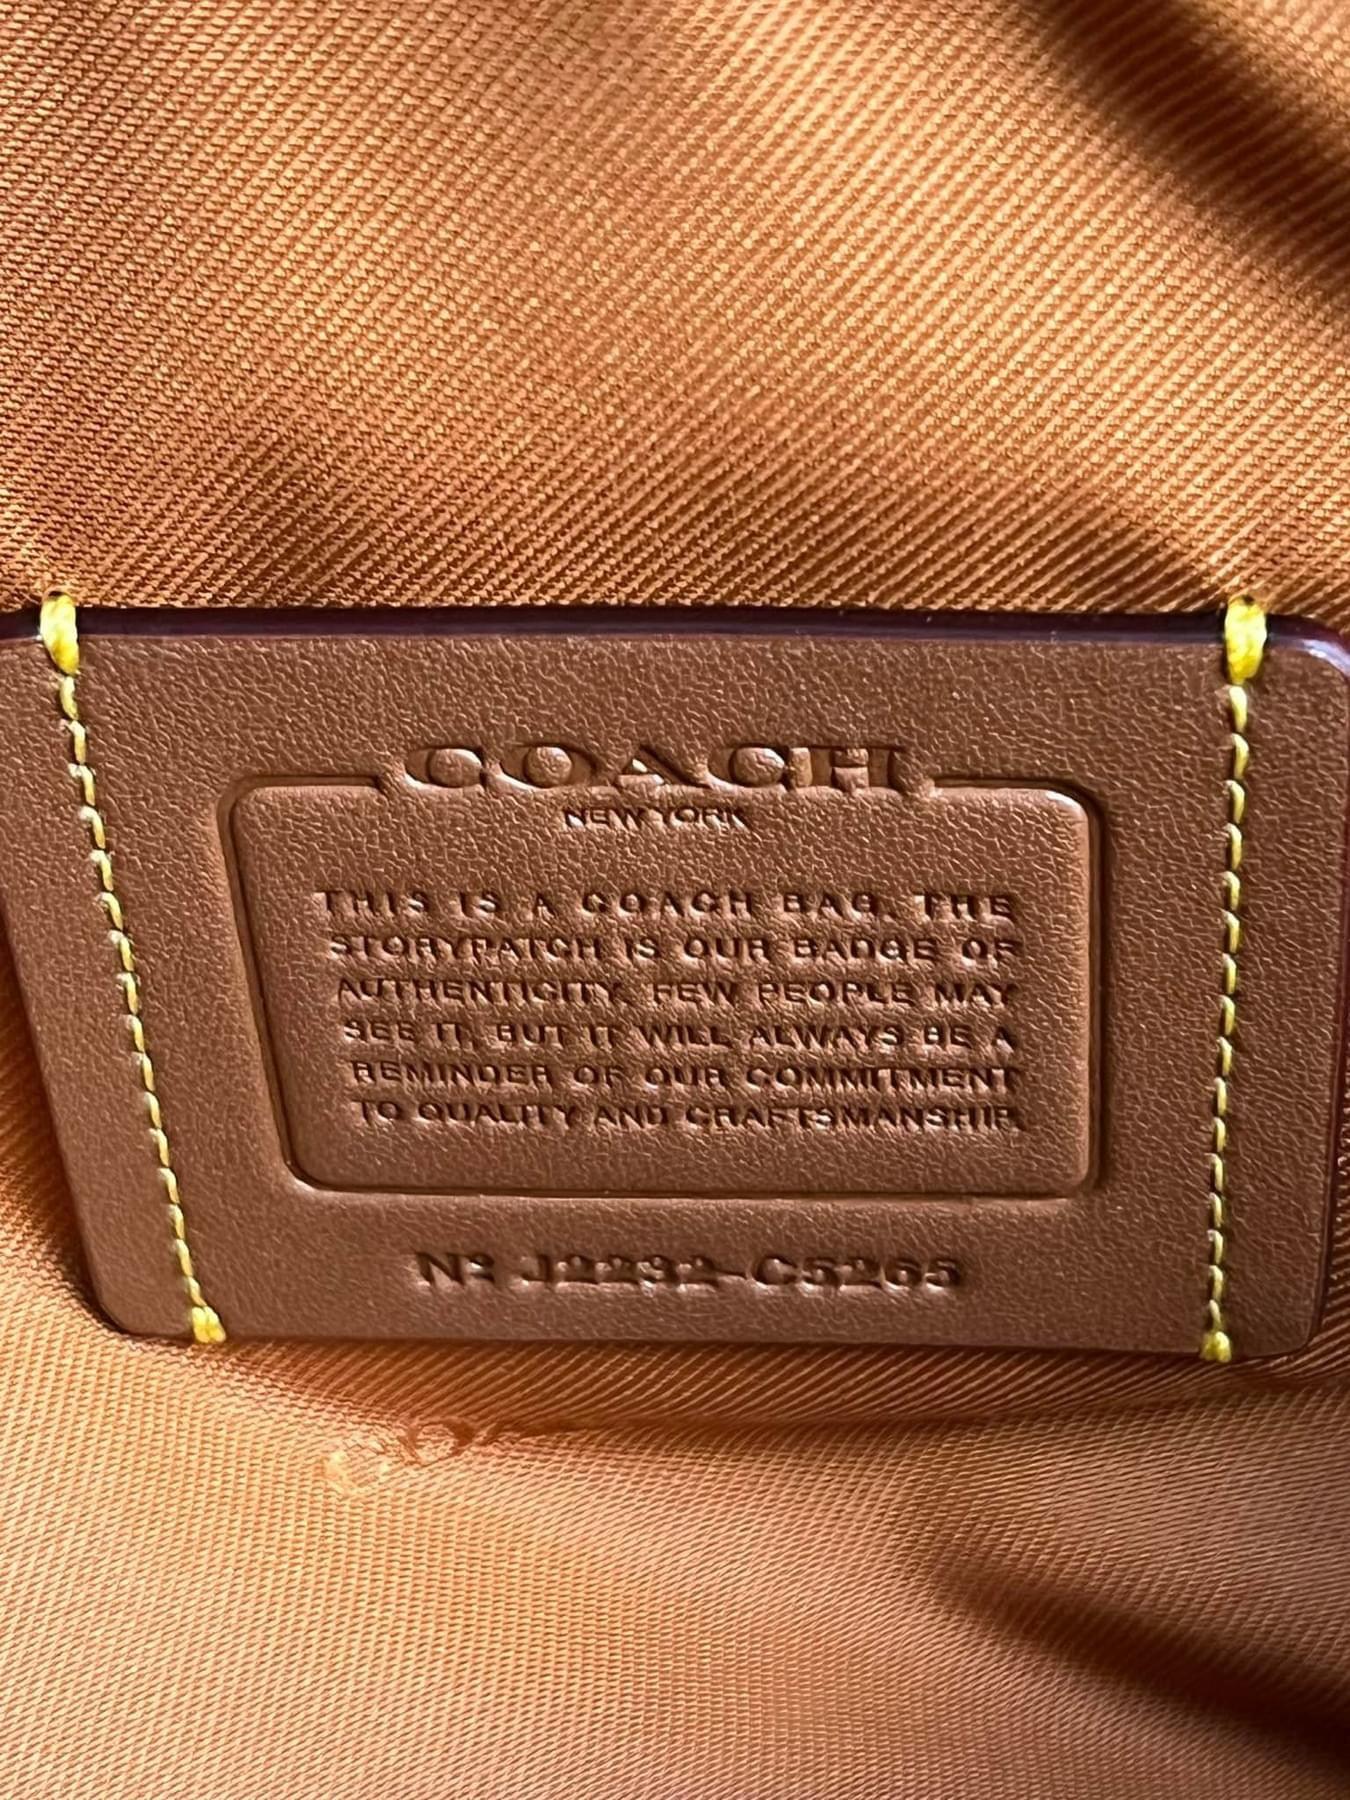 COACH
NEW YORK
THIS IS A COACH BAG. THE
STORYPATCH IS OUR BADGE OF
AUTHENTICITY. FEW PEOPLE MAY
SEE IT, BUT IT WILL ALWAYS BE A
REMINDER OF OUR COMMITMENT
TO QUALITY AND CRAFTSMANSHIP.
Nº J2232-C5265